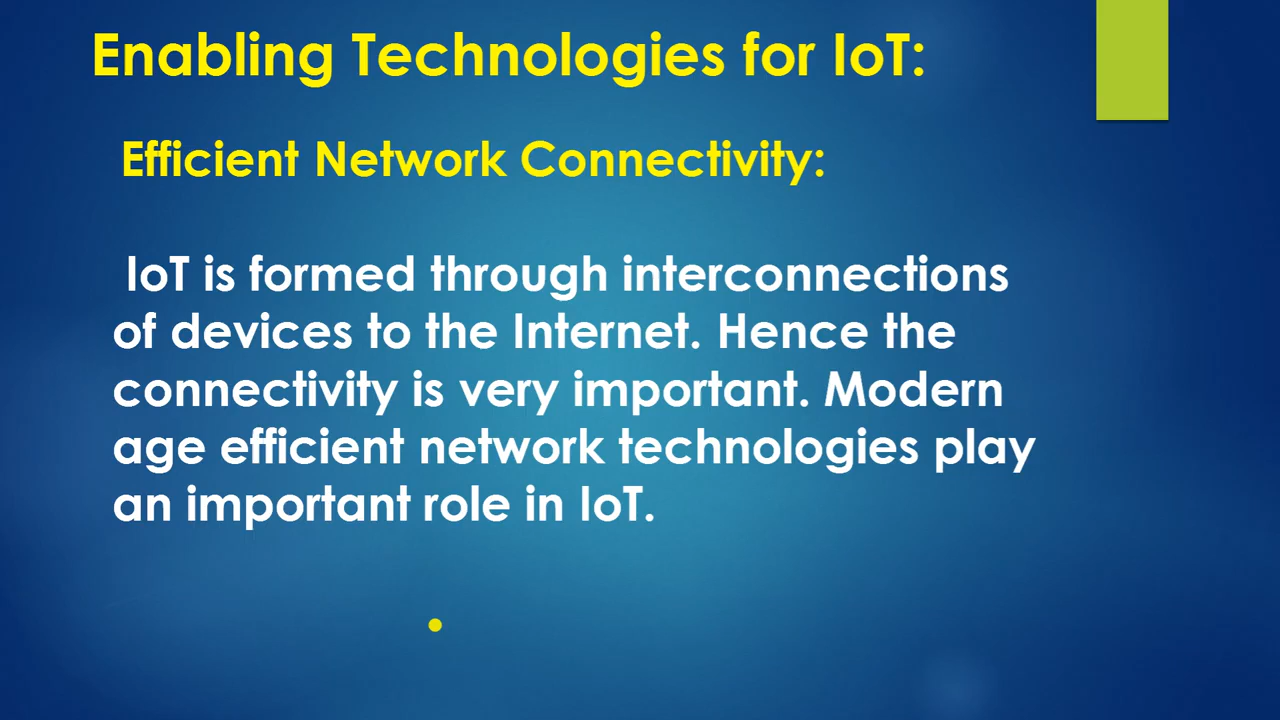 Enabling Technologies for IoT:
Efficient Network Connectivity:
IoT is formed through interconnections
of devices to the Internet. Hence the
connectivity is very important. Modern
age efficient network technologies play
an important role in IoT.